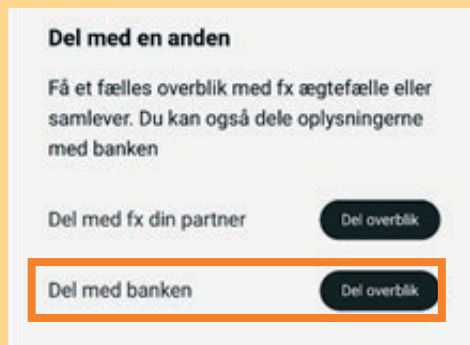 Del med en anden
Få et fælles overblik med fx ægtefælle eller
samlever. Du kan også dele oplysningerne
med banken
Del med fx din partner
Del overblik
Del med banken
Del overblik